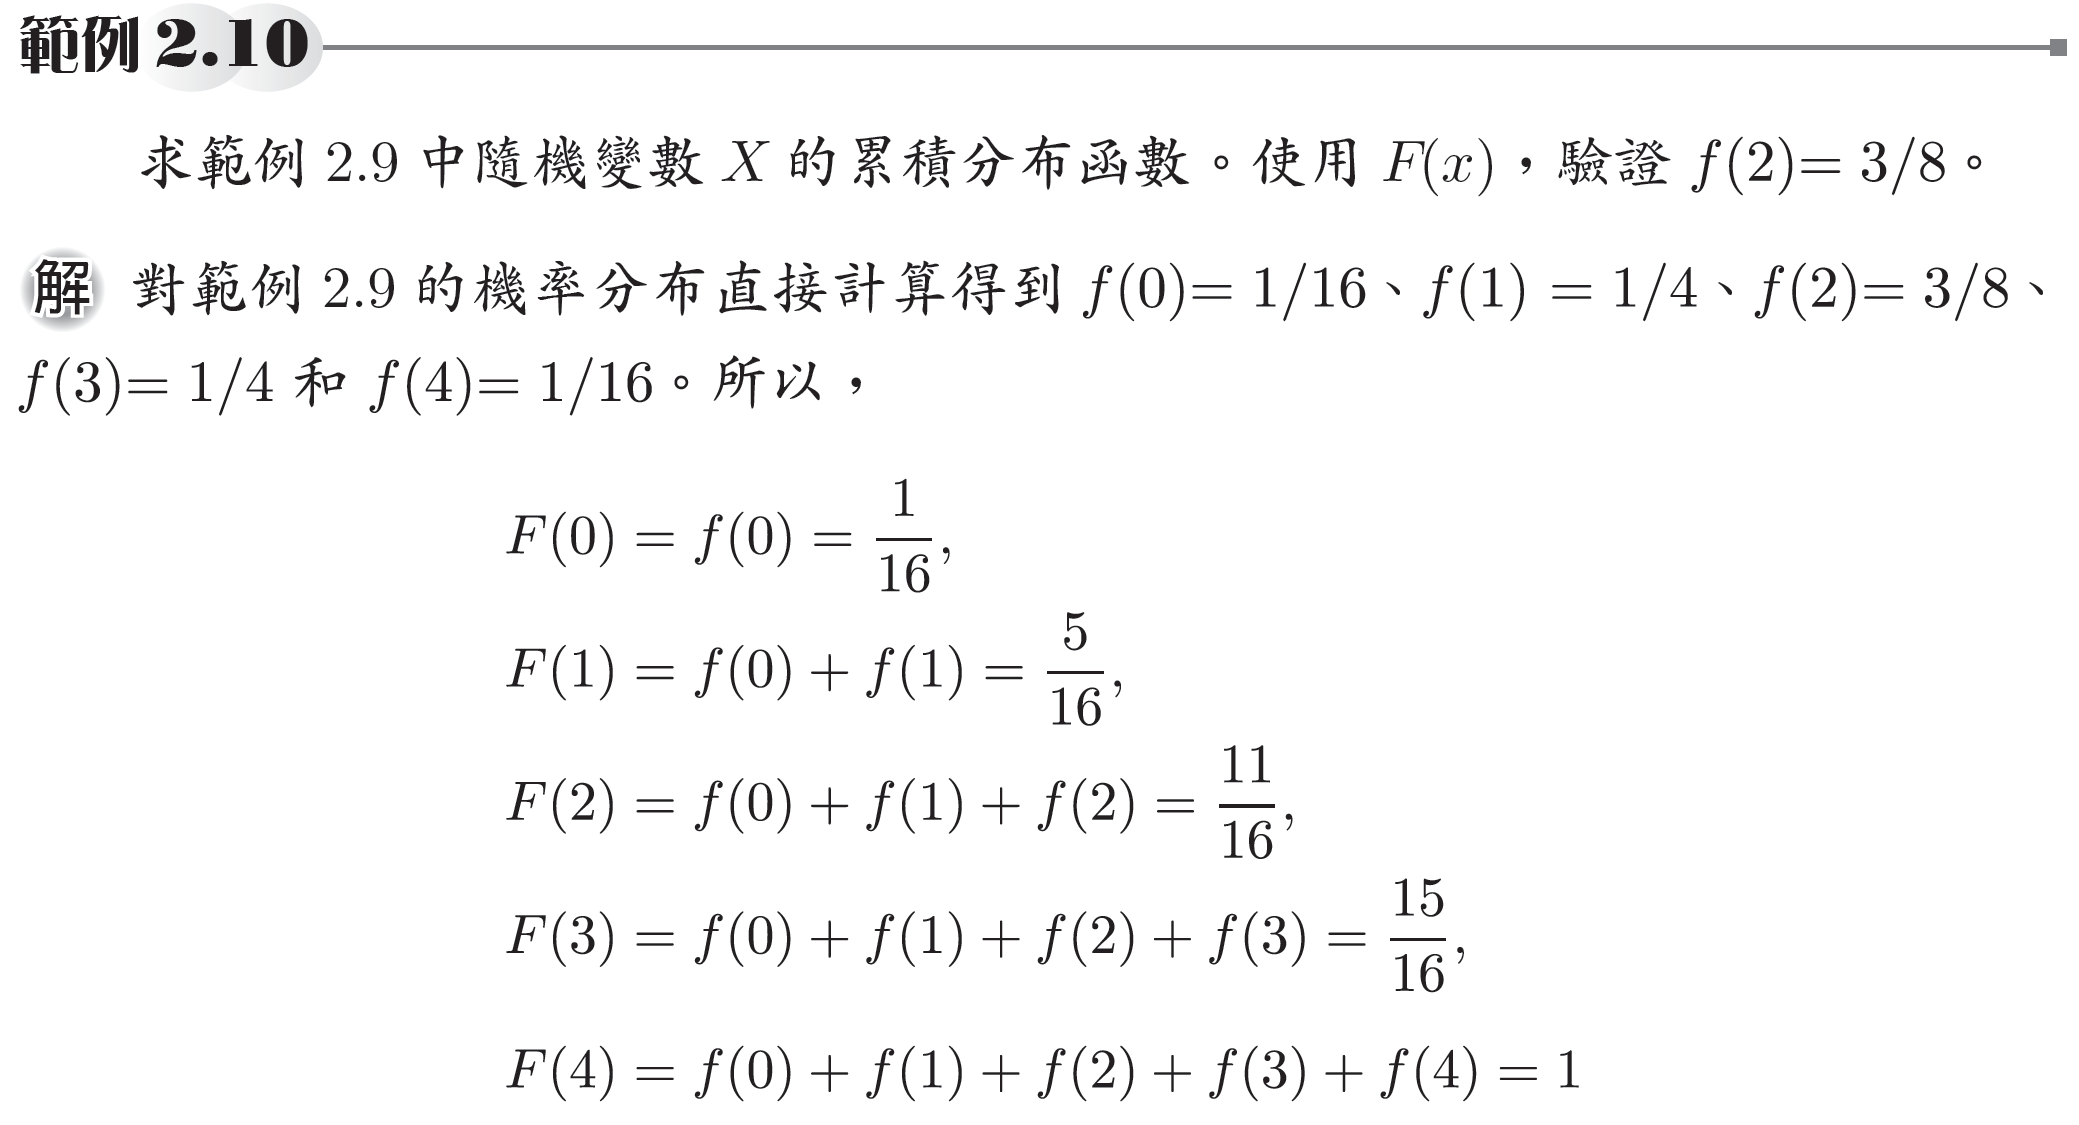 範例 2.10
求範例 2.9 中隨機變數 X 的累積分布函數。使用 F(x)，驗證 f(2)= 3/8。
解 對範例 2.9 的機率分布直接計算得到 f(0)= 1/16、f(1) = 1/4、f(2)= 3/8、
f(3)= 1/4 和 f(4)= 1/16。所以，
F(0) = f(0) = 1/16,
F(1) = f(0) + f(1) = 5/16,
F(2) = f(0) + f(1) + f(2) = 11/16,
F(3) = f(0) + f(1) + f(2) + f(3) = 15/16,
F(4) = f(0) + f(1) + f(2) + f(3) + f(4) = 1